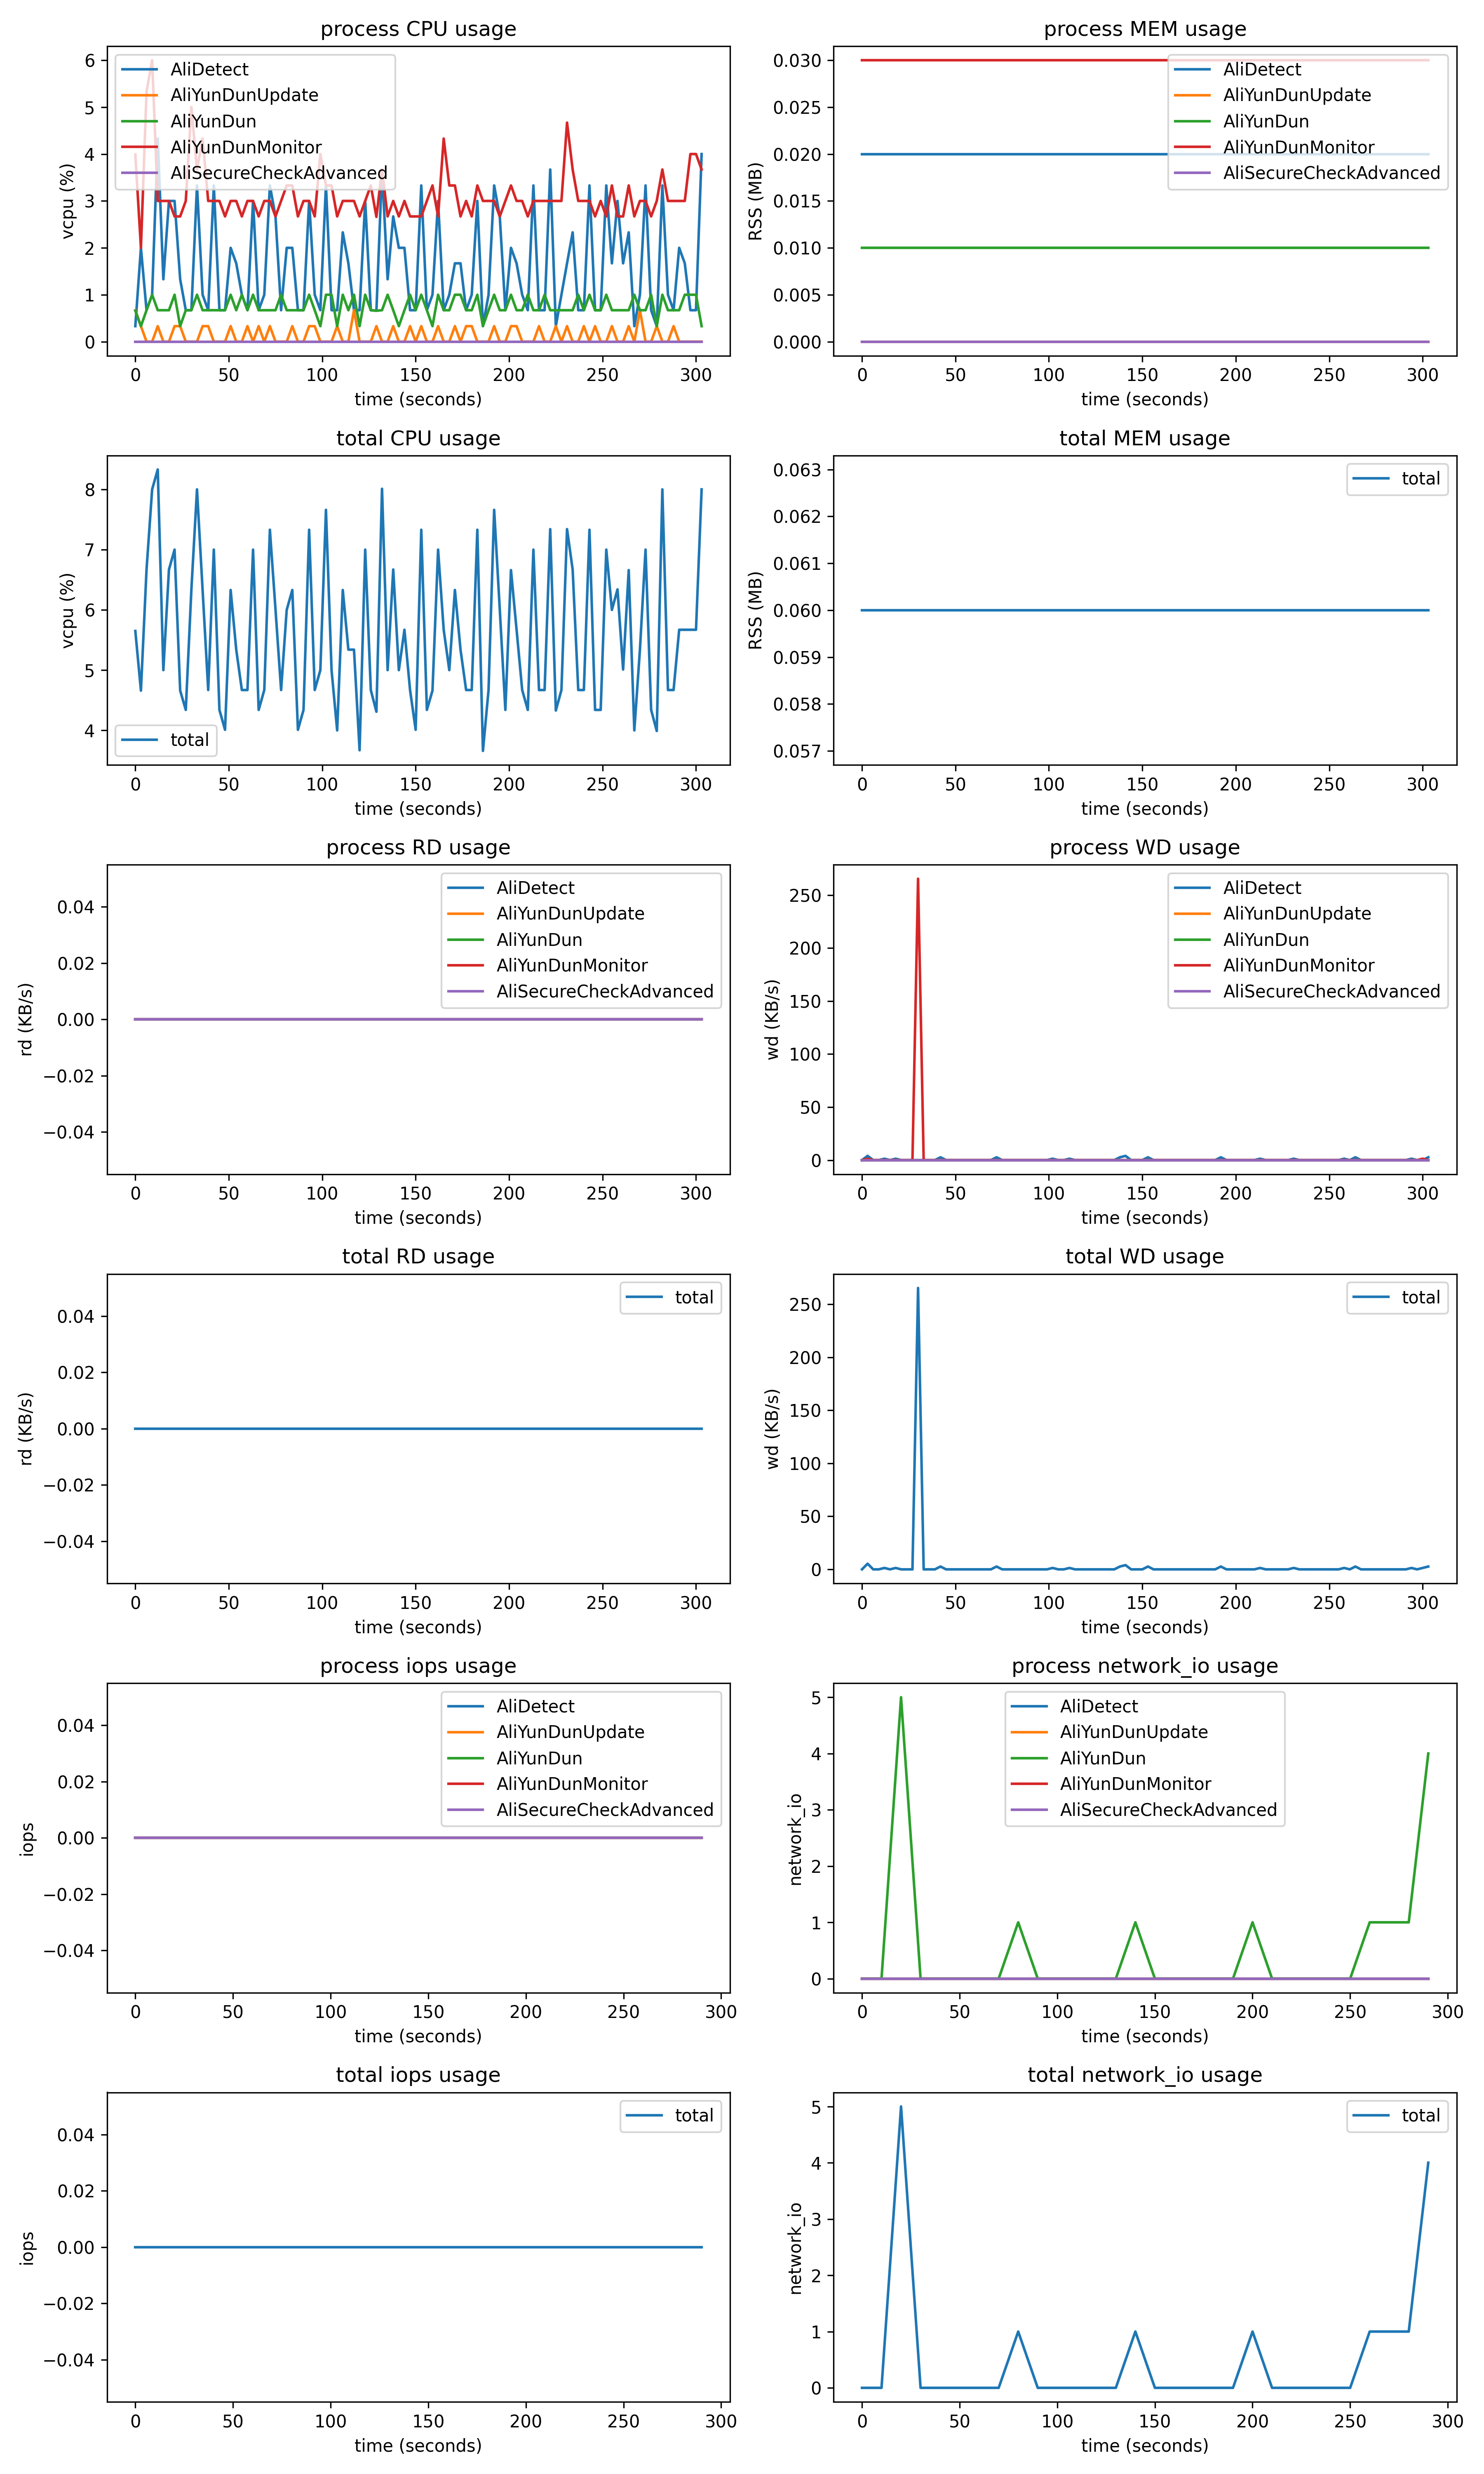 process CPU usage
6
5
4
3
2
1
0
vcpu (%)
AliDetect
AliYunDunUpdate
AliYunDun
AliYunDunMonitor
AliSecureCheckAdvanced
0 50 100 150 200 250 300
time (seconds)
process MEM usage
0.030
0.025
0.020
0.015
0.010
0.005
0.000
RSS (MB)
AliDetect
AliYunDunUpdate
AliYunDun
AliYunDunMonitor
AliSecureCheckAdvanced
0 50 100 150 200 250 300
time (seconds)
total CPU usage
8
7
6
5
4
vcpu (%)
total
0 50 100 150 200 250 300
time (seconds)
total MEM usage
0.063
0.062
0.061
0.060
0.059
0.058
0.057
RSS (MB)
total
0 50 100 150 200 250 300
time (seconds)
process RD usage
0.04
0.02
0.00
−0.02
−0.04
rd (KB/s)
AliDetect
AliYunDunUpdate
AliYunDun
AliYunDunMonitor
AliSecureCheckAdvanced
0 50 100 150 200 250 300
time (seconds)
process WD usage
250
200
150
100
50
0
wd (KB/s)
AliDetect
AliYunDunUpdate
AliYunDun
AliYunDunMonitor
AliSecureCheckAdvanced
0 50 100 150 200 250 300
time (seconds)
total RD usage
0.04
0.02
0.00
−0.02
−0.04
rd (KB/s)
total
0 50 100 150 200 250 300
time (seconds)
total WD usage
250
200
150
100
50
0
wd (KB/s)
total
0 50 100 150 200 250 300
time (seconds)
process iops usage
0.04
0.02
0.00
−0.02
−0.04
iops
AliDetect
AliYunDunUpdate
AliYunDun
AliYunDunMonitor
AliSecureCheckAdvanced
0 50 100 150 200 250 300
time (seconds)
process network_io usage
5
4
3
2
1
0
network_io
AliDetect
AliYunDunUpdate
AliYunDun
AliYunDunMonitor
AliSecureCheckAdvanced
0 50 100 150 200 250 300
time (seconds)
total iops usage
0.04
0.02
0.00
−0.02
−0.04
iops
total
0 50 100 150 200 250 300
time (seconds)
total network_io usage
5
4
3
2
1
0
network_io
total
0 50 100 150 200 250 300
time (seconds)